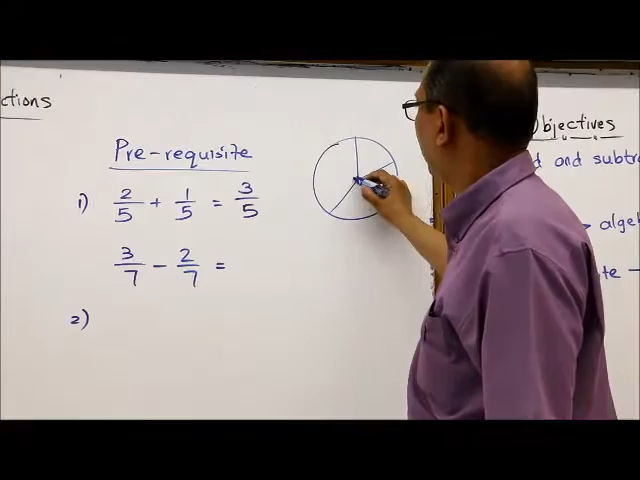 ctions
Pre-requisite
1) 2/5 + 1/5 = 3/5
3/7 - 2/7 =
2)
Objectives
d and subtra
algeb
te -